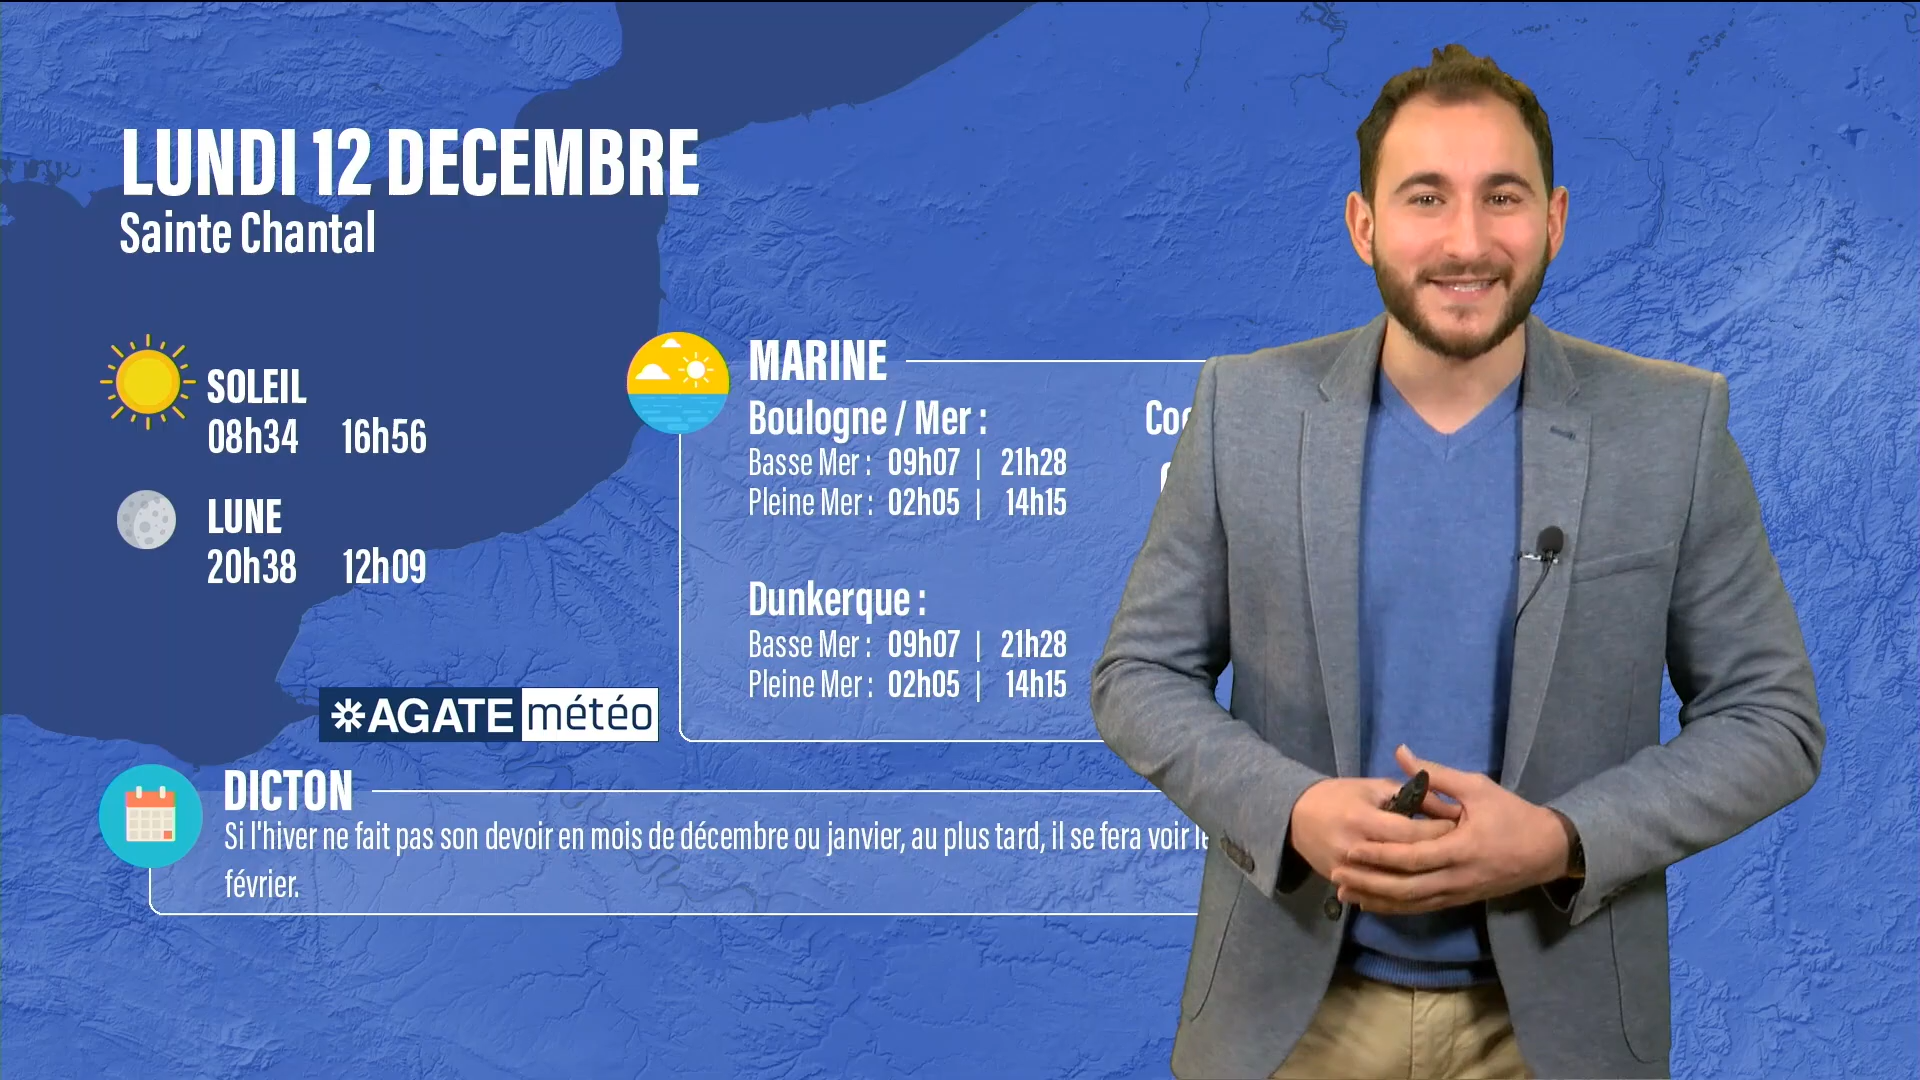 LUNDI 12 DECEMBRE
Sainte Chantal
SOLEIL
08h34 16h56
LUNE
20h38 12h09
MARINE
Boulogne / Mer :
Basse Mer : 09h07 | 21h28
Pleine Mer : 02h05 | 14h15
Dunkerque :
Basse Mer : 09h07 | 21h28
Pleine Mer : 02h05 | 14h15
AGATE météo
DICTON
Si l'hiver ne fait pas son devoir en mois de décembre ou janvier, au plus tard, il se fera voir
février.